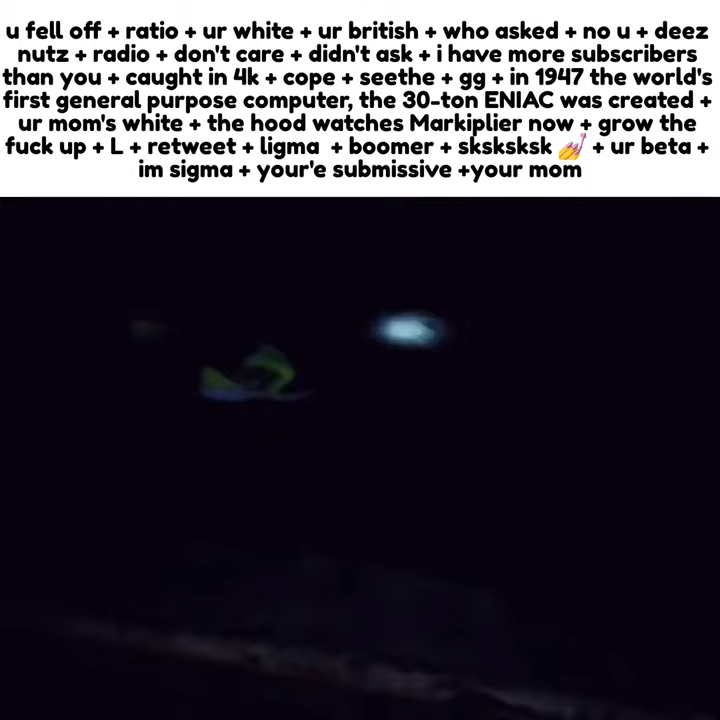 u fell off + ratio + ur white + ur british + who asked + no u + deez
nutz + radio + don't care + didn't ask + i have more subscribers
than you + caught in 4k + cope + seethe + gg + in 1947 the world's
first general purpose computer, the 30-ton ENIAC was created +
ur mom's white + the hood watches Markiplier now + grow the
fuck up + L + retweet + ligma + boomer + sksksksk 💅 + ur beta +
im sigma + your'e submissive +your mom